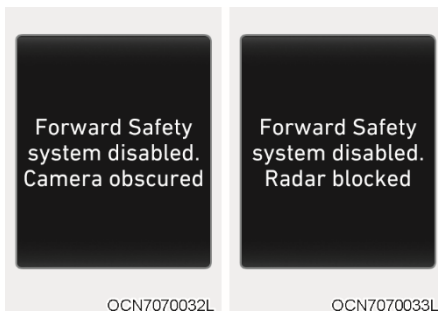 Forward Safety
system disabled.
Camera obscured
OCN7070032L
Forward Safety
system disabled.
Radar blocked
OCN7070033L